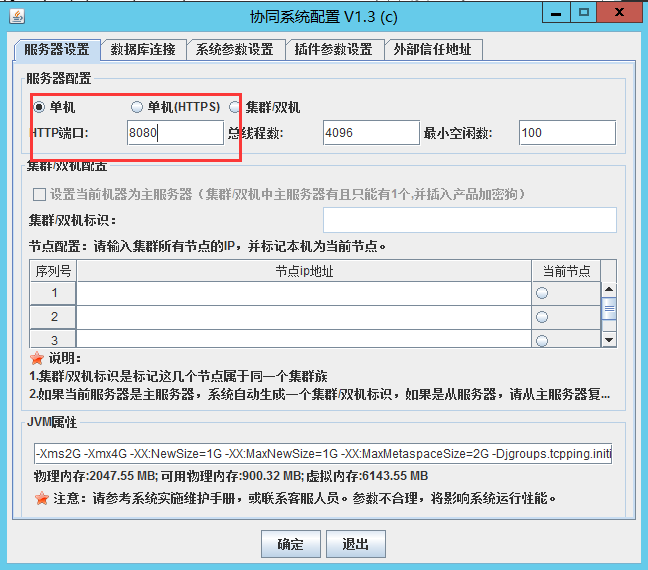 协同系统配置 V1.3 (c)
服务器设置 数据库连接 系统参数设置 插件参数设置 外部信任地址
服务器配置
单机 单机(HTTPS) 集群/双机
HTTP端口: 8080 总线程数: 4096 最小空闲数: 100
集群/双机配置
设置当前机器为主服务器（集群/双机中主服务器有且只能有1个,并插入产品加密狗）
集群/双机标识：
节点配置：请输入集群所有节点的IP，并标记本机为当前节点。
序列号 节点ip地址 当前节点
1
2
3
说明：
1.集群/双机标识是标记这几个节点属于同一个集群族
2.如果当前服务器是主服务器，系统自动生成一个集群/双机标识，如果是从服务器，请从主服务器复...
JVM属性
-Xms2G -Xmx4G -XX:NewSize=1G -XX:MaxNewSize=1G -XX:MaxMetaspaceSize=2G -Djgroups.tcpping.initi
物理内存:2047.55 MB;可用物理内存:900.32 MB;虚拟内存:6143.55 MB
注意：请参考系统实施维护手册，或联系客服人员。参数不合理，将影响系统运行性能。
确定 退出